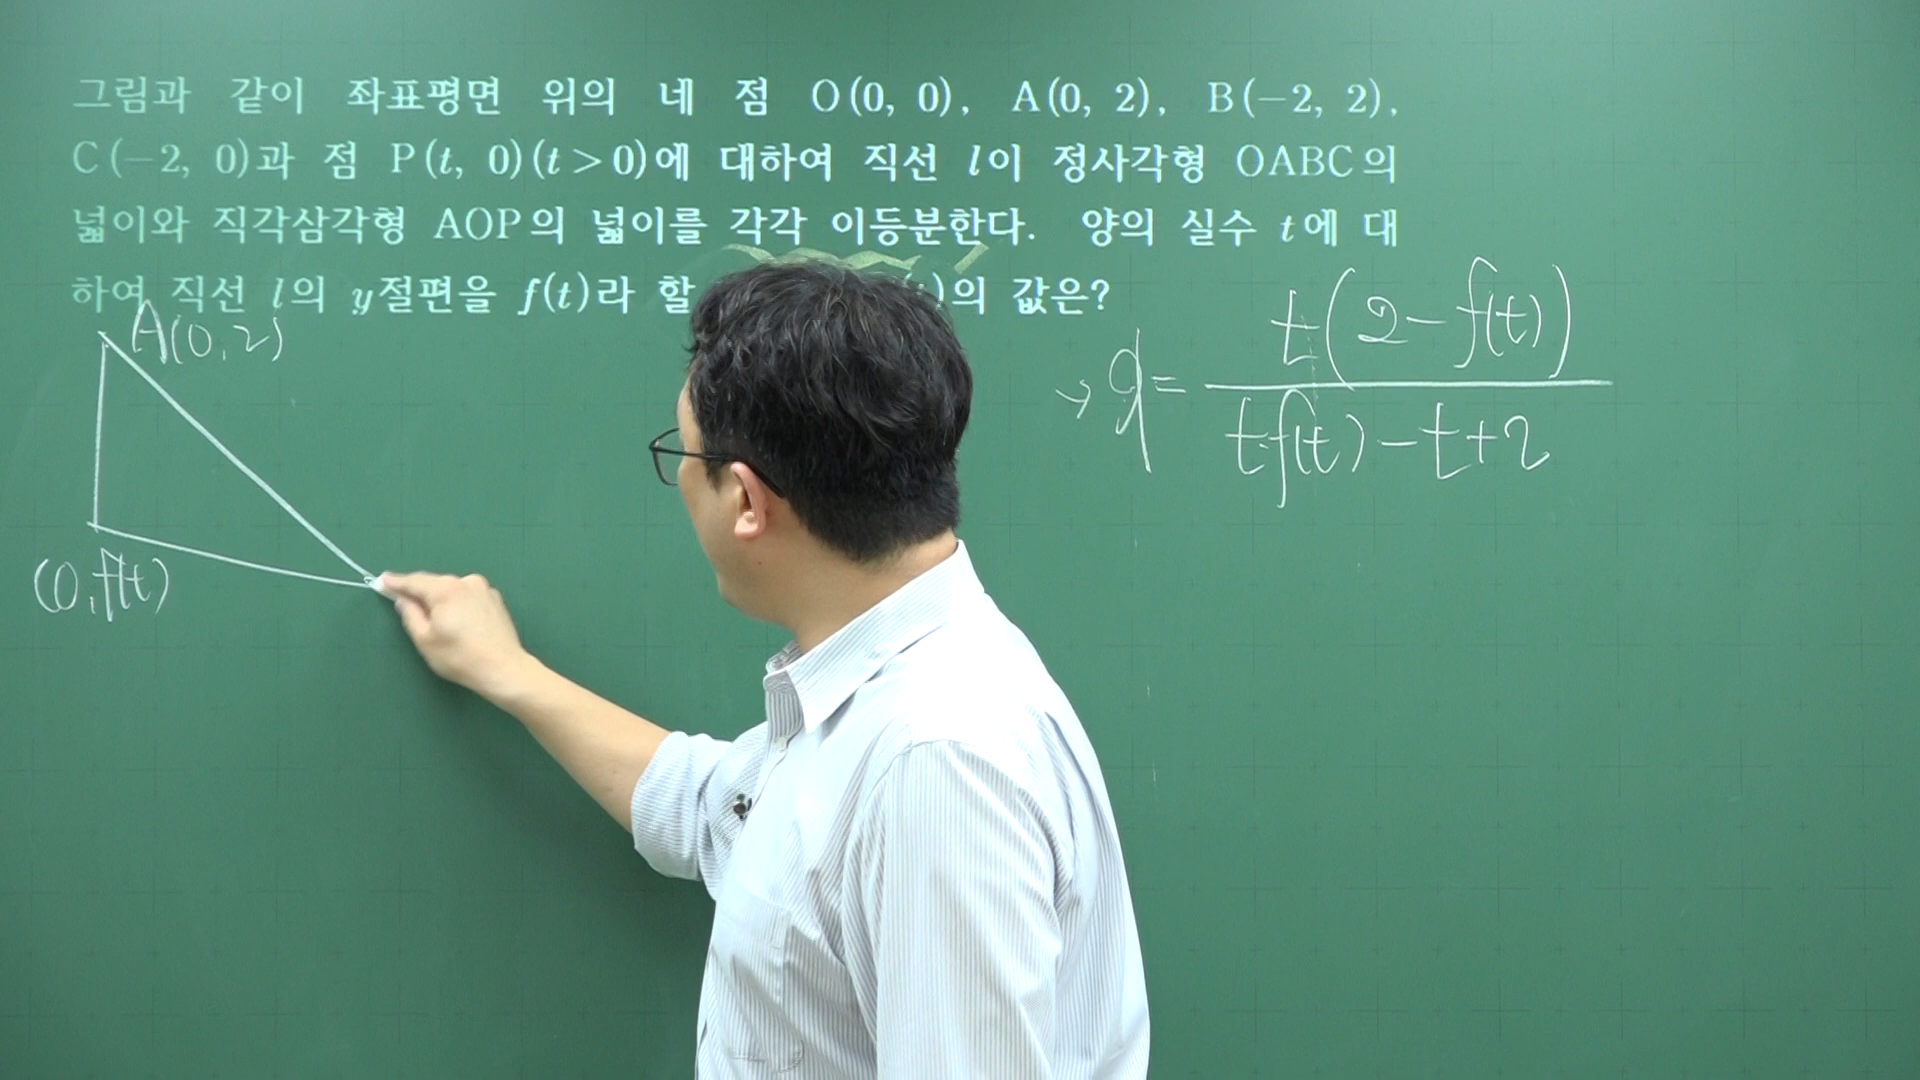 그림과 같이 좌표평면 위의 네 점 O(0, 0), A(0, 2), B(−2, 2),
C(−2, 0)과 점 P(t, 0)(t>0)에 대하여 직선 l이 정사각형 OABC의
넓이와 직각삼각형 AOP의 넓이를 각각 이등분한다. 양의 실수 t에 대
하여 직선 l의 y절편을 f(t)라 할 )의 값은?
A(0,2)
(0,f(t)
→ q = t(2−f(t)) / t·f(t)−t+2